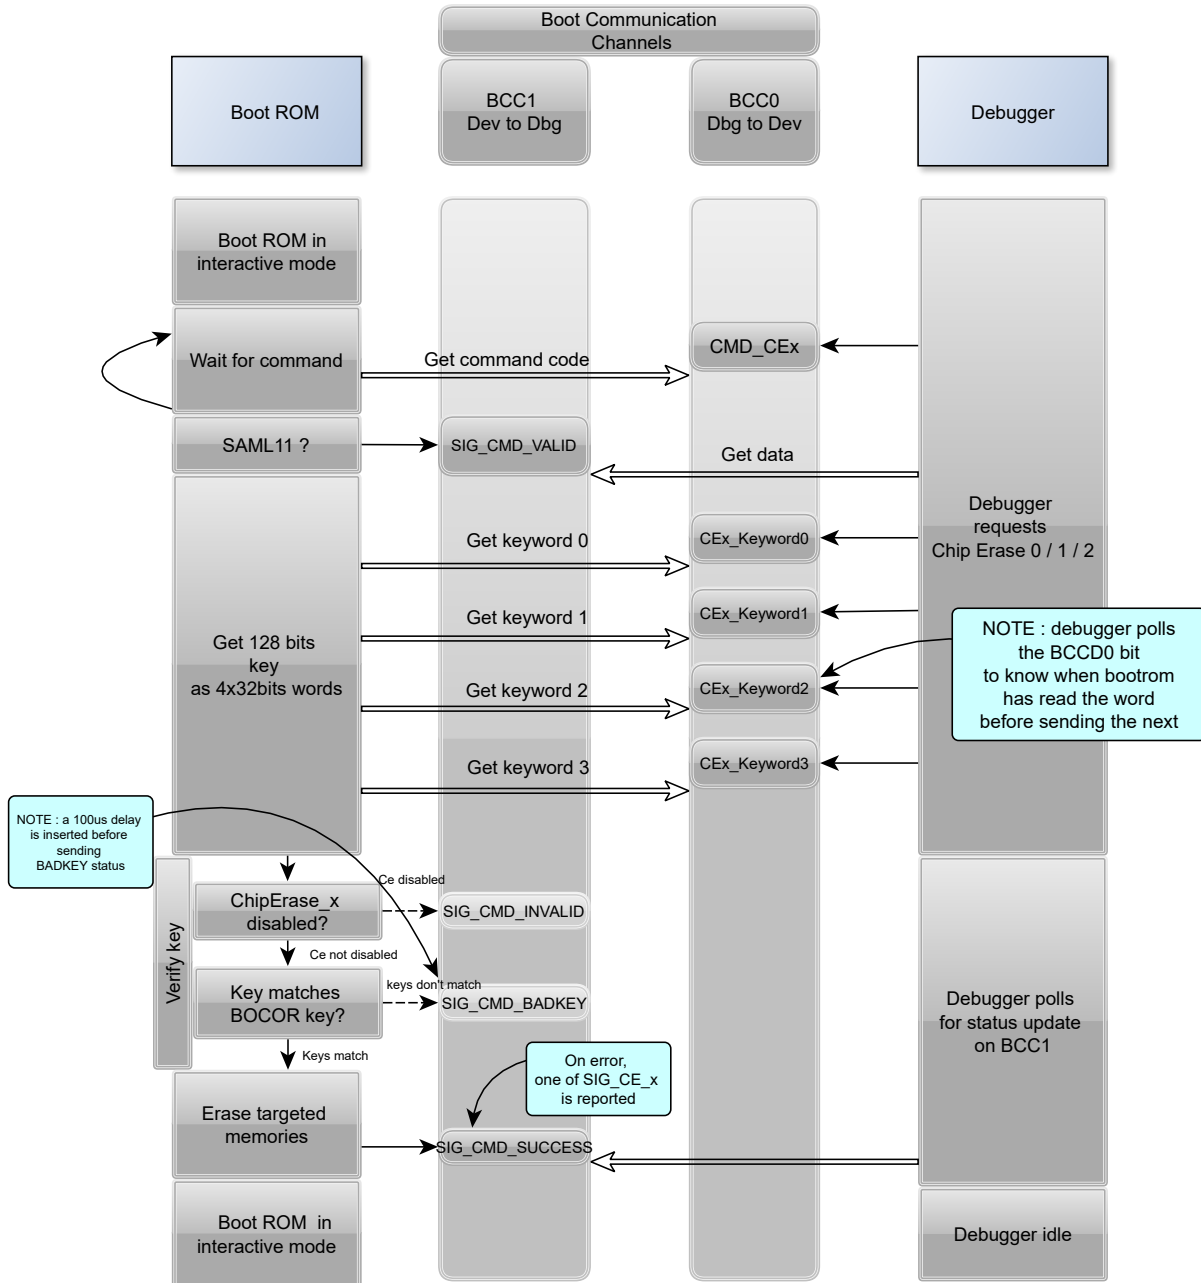 Boot Communication
Channels
Boot ROM
BCC1
Dev to Dbg
BCC0
Dbg to Dev
Debugger
Boot ROM in
interactive mode
Wait for command
Get command code
CMD_CEx
SAML11 ?
SIG_CMD_VALID
Get data
Debugger
requests
Chip Erase 0 / 1 / 2
Get keyword 0
CEx_Keyword0
Get keyword 1
CEx_Keyword1
Get 128 bits
key
as 4x32bits words
Get keyword 2
CEx_Keyword2
NOTE : debugger polls
the BCCD0 bit
to know when bootrom
has read the word
before sending the next
Get keyword 3
CEx_Keyword3
NOTE : a 100us delay
is inserted before
sending
BADKEY status
Verify key
ChipErase_x
disabled?
Ce disabled
SIG_CMD_INVALID
Ce not disabled
Key matches
BOCOR key?
keys don't match
SIG_CMD_BADKEY
Debugger polls
for status update
on BCC1
Keys match
On error,
one of SIG_CE_x
is reported
Erase targeted
memories
SIG_CMD_SUCCESS
Boot ROM in
interactive mode
Debugger idle